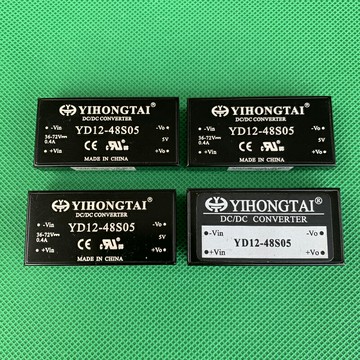 YIHONGTAI®
DC/DC CONVERTER
-Vin -Vo
36-72V YD12-48S05 5V
0.4A
+Vin +Vo
MADE IN CHINA
YIHONGTAI®
DC/DC CONVERTER
-Vin -Vo
36-72V YD12-48S05 5V
0.4A
+Vin +Vo
MADE IN CHINA
YIHONGTAI®
DC/DC CONVERTER
-Vin -Vo
36-72V YD12-48S05 5V
0.4A
+Vin +Vo
MADE IN CHINA
YIHONGTAI®
DC/DC CONVERTER
-Vin -Vo
YD12-48S05
+Vin +Vo